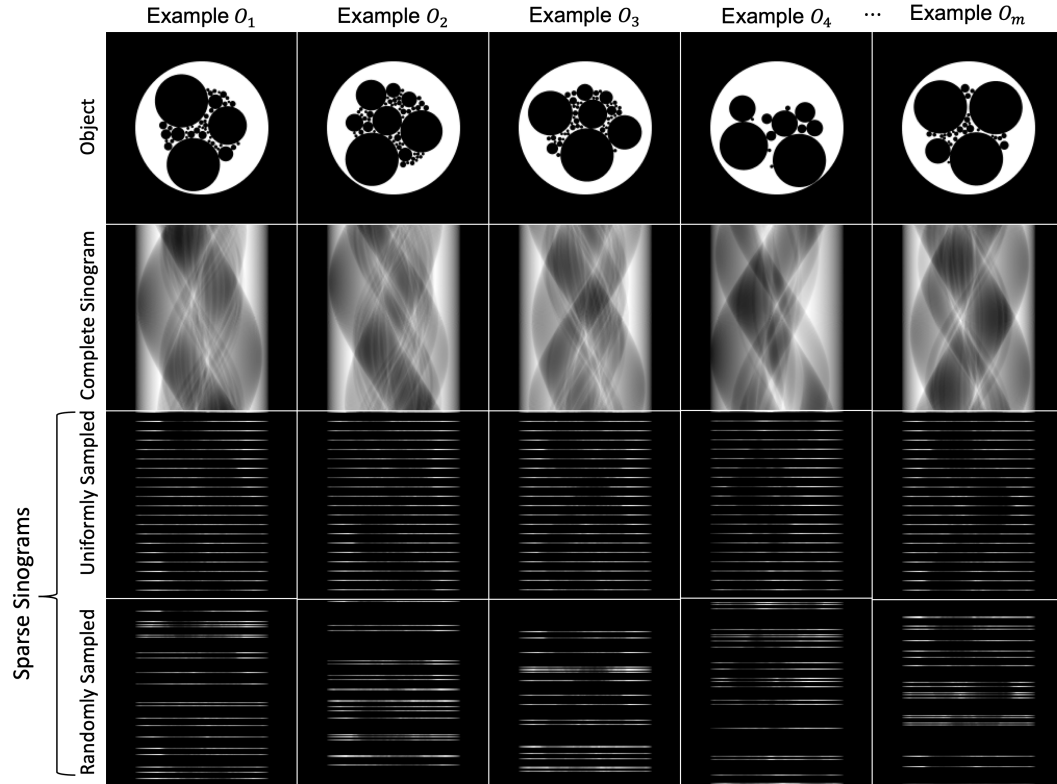 Example O₁
Example O₂
Example O₃
Example O₄
...
Example Oₘ
Object
Complete Sinogram
Sparse Sinograms
Uniformly Sampled
Randomly Sampled